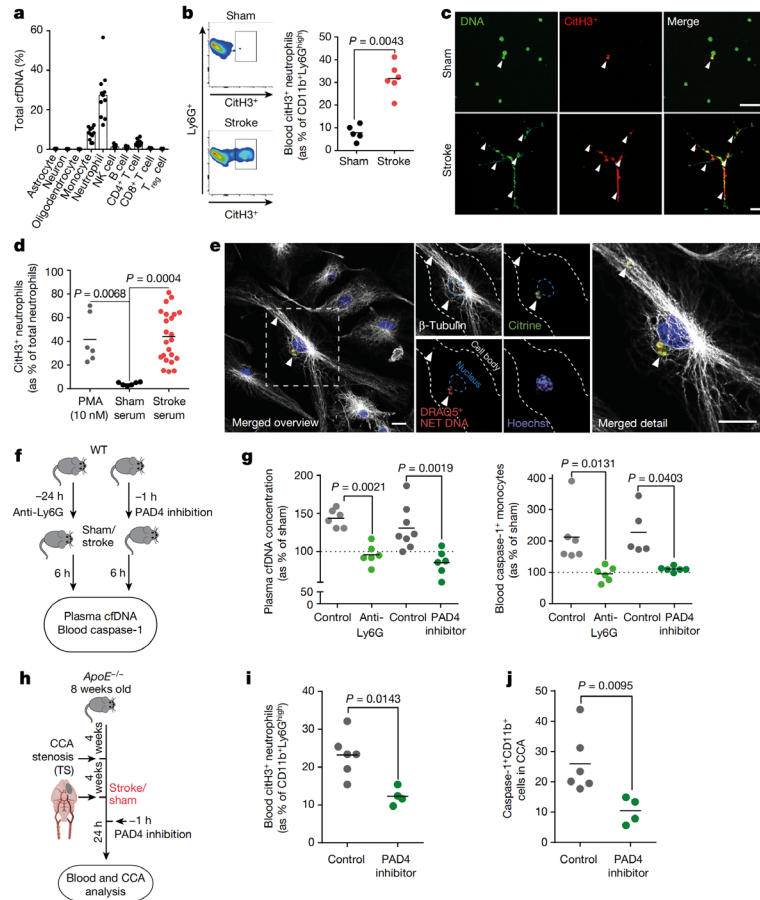 a
Total cfDNA (%)
60
40
20
0
Astrocyte
Neuron
Oligodendrocyte
Monocyte
Neutrophil
NK cell
B cell
CD4+ T cell
CD8+ T cell
Treg cell
b
Sham
CitH3+
Ly6G+
Stroke
CitH3+
Blood citH3+ neutrophils
(as % of CD11b+Ly6Ghigh)
P = 0.0043
50
40
30
20
10
0
Sham
Stroke
c
DNA
CitH3+
Merge
Sham
Stroke
d
CitH3+ neutrophils
(as % of total neutrophils)
P = 0.0004
P = 0.0068
100
80
60
40
20
0
PMA
(10 nM)
Sham
serum
Stroke
serum
e
Merged overview
β-Tubulin
Citrine
Cell body
Nucleus
DRAQ5+
NET DNA
Hoechst
Merged detail
f
WT
–24 h
Anti-Ly6G
–1 h
PAD4 inhibition
Sham/
stroke
6 h
6 h
Plasma cfDNA
Blood caspase-1
g
Plasma cfDNA concentration
(as % of sham)
P = 0.0021
P = 0.0019
200
150
100
50
0
Control
Anti-
Ly6G
Control
PAD4
inhibitor
Blood caspase-1+ monocytes
(as % of sham)
P = 0.0131
P = 0.0403
500
400
300
200
100
0
Control
Anti-
Ly6G
Control
PAD4
inhibitor
h
ApoE–/–
8 weeks old
4
weeks
CCA
stenosis
(TS)
4
weeks
Stroke/
sham
–1 h
PAD4 inhibition
24 h
Blood and CCA
analysis
i
Blood citH3+ neutrophils
(as % of CD11b+Ly6Ghigh)
P = 0.0143
40
30
20
10
0
Control
PAD4
inhibitor
j
Caspase-1+CD11b+
cells in CCA
P = 0.0095
50
40
30
20
10
0
Control
PAD4
inhibitor